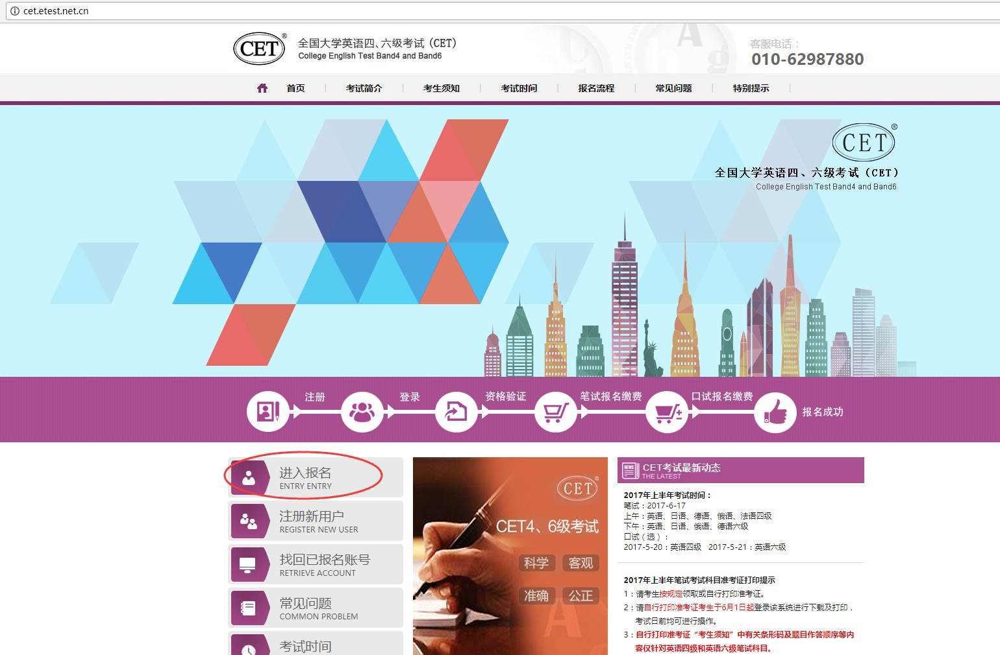 cet.etest.net.cn
CET®
全国大学英语四、六级考试（CET）
College English Test Band4 and Band6
客服电话：
010-62987880
首页 考试简介 考生须知 考试时间 报名流程 常见问题 特别提示
CET®
全国大学英语四、六级考试（CET）
College English Test Band4 and Band6
注册 登录 资格验证 笔试报名缴费 口试报名缴费 报名成功
进入报名
ENTRY ENTRY
注册新用户
REGISTER NEW USER
找回已报名账号
RETRIEVE ACCOUNT
常见问题
COMMON PROBLEM
考试时间
CET®
CET4、6级考试
科学 客观
准确 公正
NEWS
CET考试最新动态
THE LATEST
2017年上半年考试时间：
笔试：2017-6-17
上午：英语、日语、德语、俄语、法语四级
下午：英语、日语、俄语、德语六级
口试（选）：
2017-5-20：英语四级 2017-5-21：英语六级
2017年上半年笔试考试科目准考证打印提示
1：请考生按规定领取或自行打印准考证。
2：请自行打印准考证考生于6月1日起登录该系统进行下载及打印，
考试日前均可进行操作。
3：自行打印准考证“考生须知”中有关条形码及题目作答顺序等内
容仅针对英语四级和英语六级笔试科目。